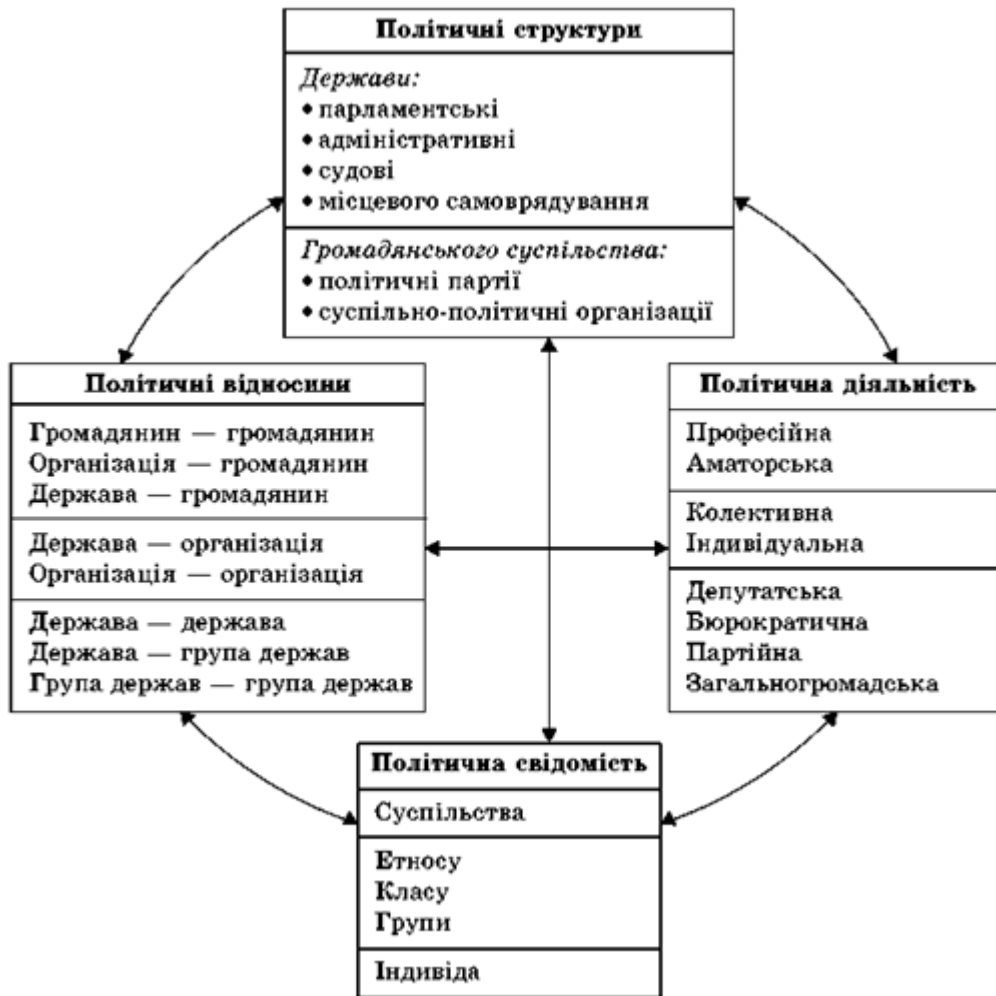 Політичні структури
Держави:
• парламентські
• адміністративні
• судові
• місцевого самоврядування
Громадянського суспільства:
• політичні партії
• суспільно-політичні організації
Політичні відносини
Громадянин — громадянин
Організація — громадянин
Держава — громадянин
Держава — організація
Організація — організація
Держава — держава
Держава — група держав
Група держав — група держав
Політична діяльність
Професійна
Аматорська
Колективна
Індивідуальна
Депутатська
Бюрократична
Партійна
Загальногромадська
Політична свідомість
Суспільства
Етносу
Класу
Групи
Індивіда